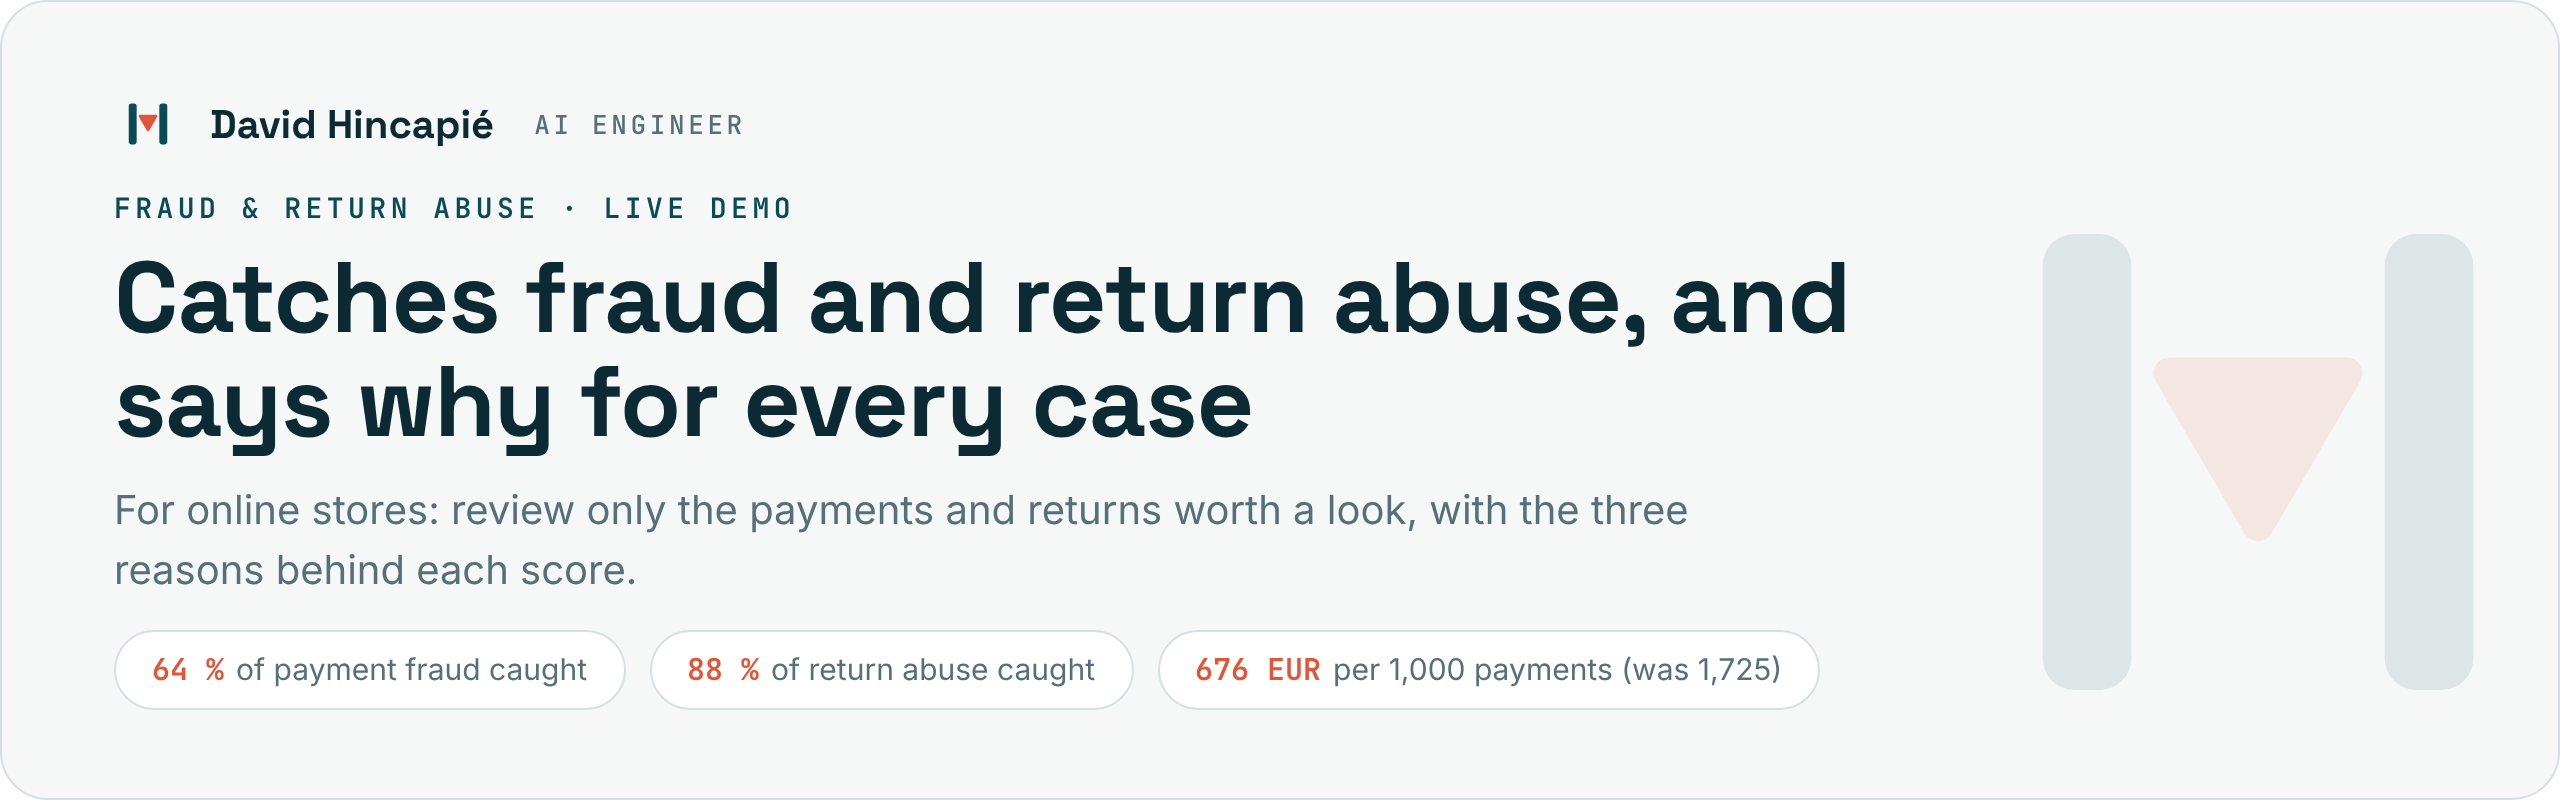 David Hincapié AI ENGINEER
FRAUD & RETURN ABUSE · LIVE DEMO
Catches fraud and return abuse, and
says why for every case
For online stores: review only the payments and returns worth a look, with the three
reasons behind each score.
64 % of payment fraud caught
88 % of return abuse caught
676 EUR per 1,000 payments (was 1,725)